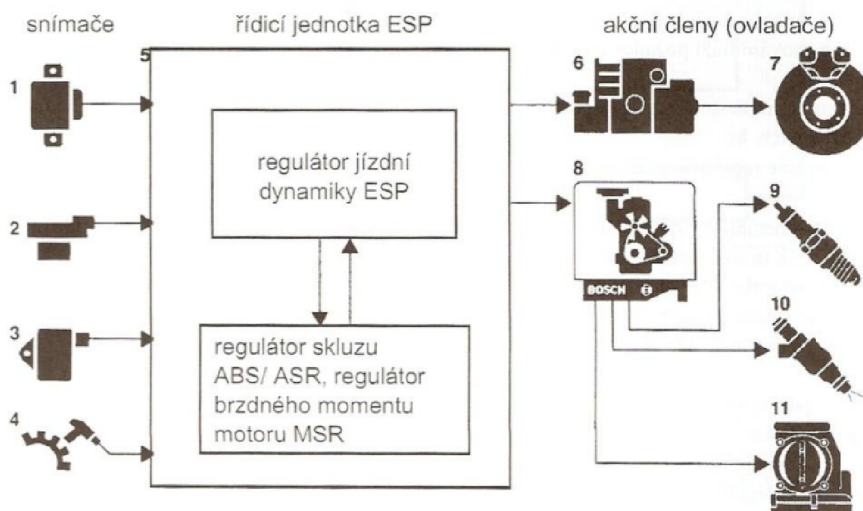 snímače
řídicí jednotka ESP
akční členy (ovladače)
1
2
3
4
5
regulátor jízdní
dynamiky ESP
regulátor skluzu
ABS/ ASR, regulátor
brzdného momentu
motoru MSR
6
7
8
BOSCH
9
10
11